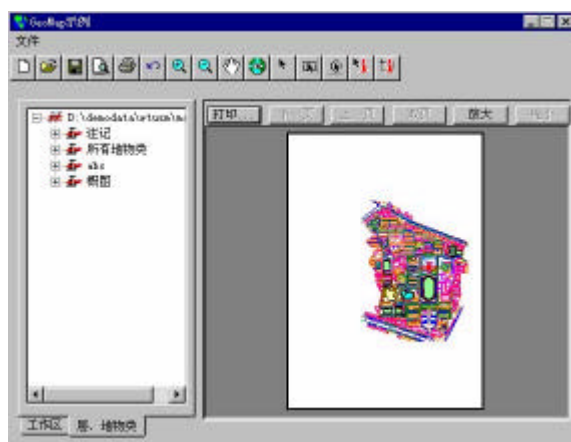 GeoMap示例
文件
D:\demodata\
注记
所有地物类
abc
概图
打印...
放大
工作区
层、地物类